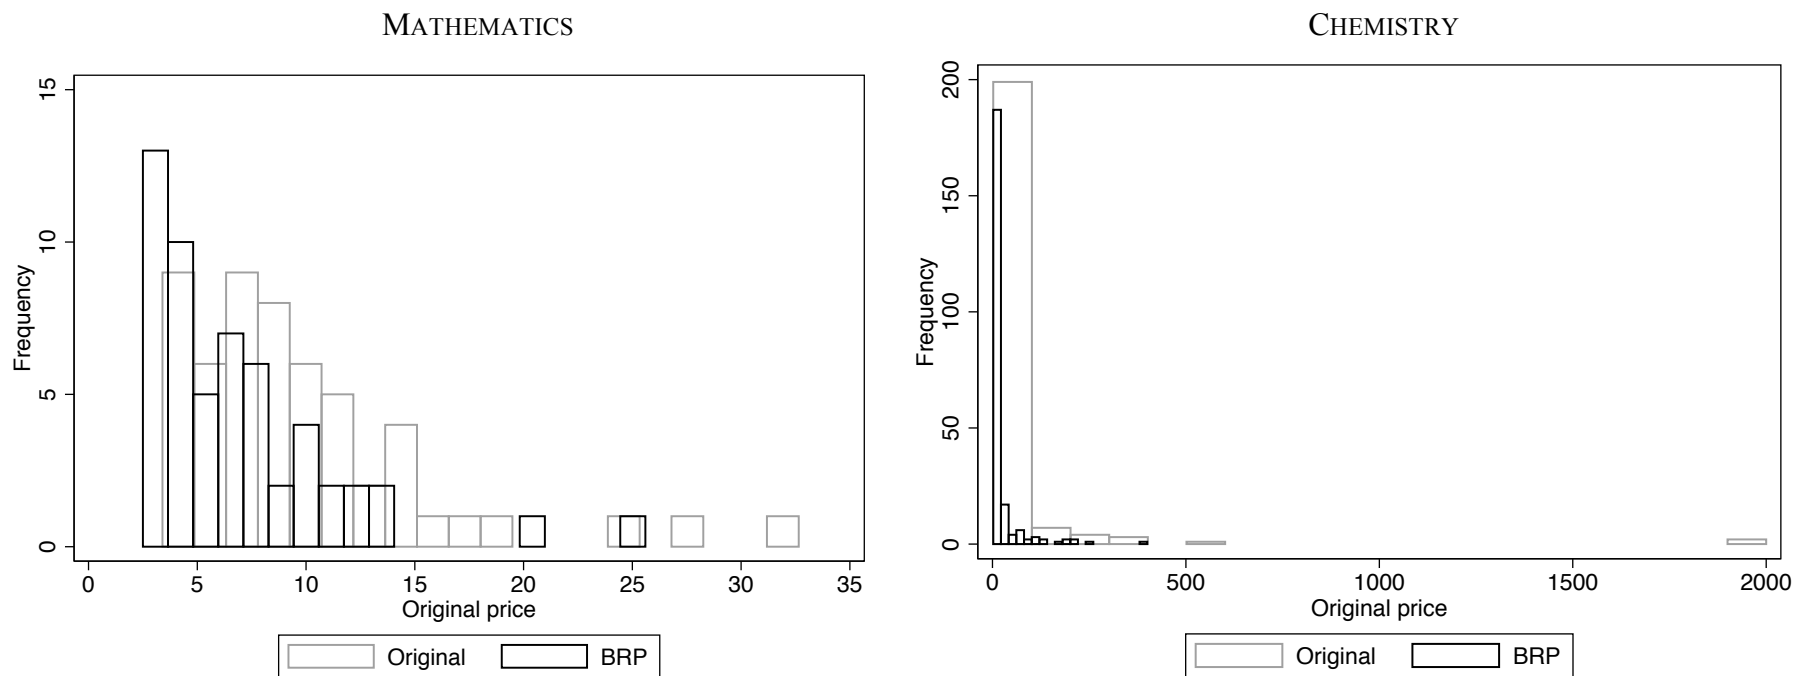 MATHEMATICS
15
10
5
0
Frequency
0 5 10 15 20 25 30 35
Original price
Original BRP
CHEMISTRY
200
150
100
50
0
Frequency
0 500 1000 1500 2000
Original price
Original BRP